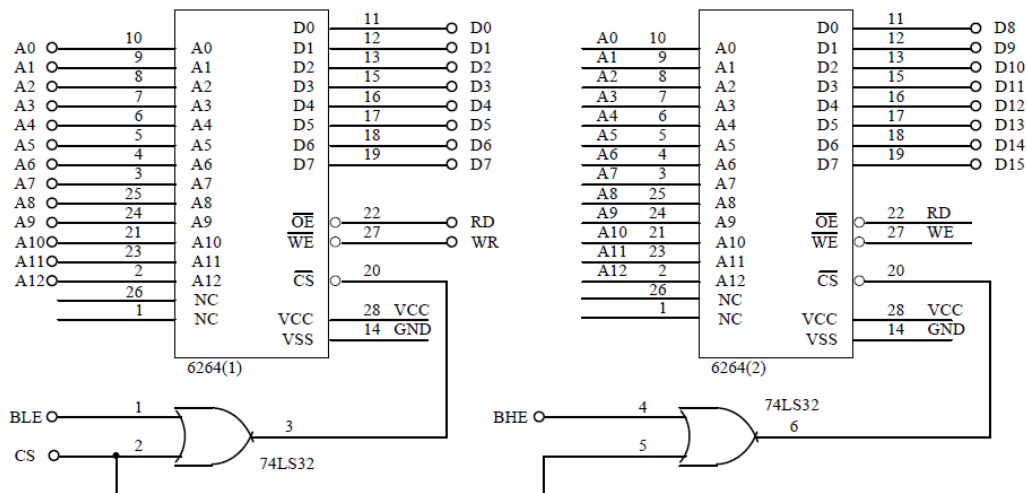 D0 11 D0
A0 10 A0 D1 12 D1
A1 9 A1 D2 13 D2
A2 8 A2 D3 15 D3
A3 7 A3 D4 16 D4
A4 6 A4 D5 17 D5
A5 5 A5 D6 18 D6
A6 4 A6 D7 19 D7
A7 3 A7
A8 25 A8
A9 24 A9 OE 22 RD
A10 21 A10 WE 27 WR
A11 23 A11
A12 2 A12 CS 20
26 NC
1 NC VCC 28 VCC
VSS 14 GND
6264(1)
D0 11 D8
A0 10 A0 D1 12 D9
A1 9 A1 D2 13 D10
A2 8 A2 D3 15 D11
A3 7 A3 D4 16 D12
A4 6 A4 D5 17 D13
A5 5 A5 D6 18 D14
A6 4 A6 D7 19 D15
A7 3 A7
A8 25 A8
A9 24 A9 OE 22 RD
A10 21 A10 WE 27 WE
A11 23 A11
A12 2 A12 CS 20
26 NC
1 NC VCC 28 VCC
VSS 14 GND
6264(2)
BLE 1
3
CS 2
74LS32
BHE 4
74LS32
6
5